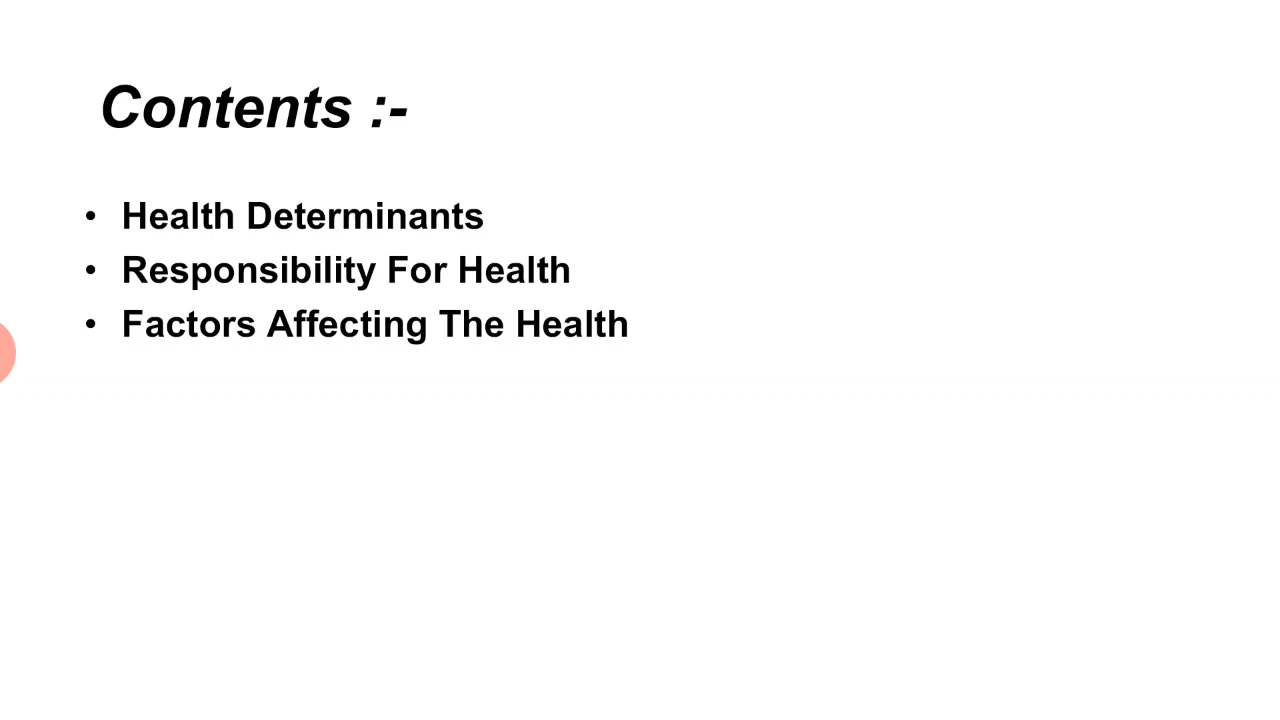 Contents :-
• Health Determinants
• Responsibility For Health
• Factors Affecting The Health